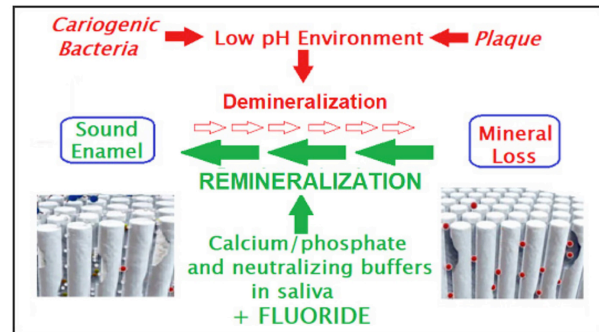 Cariogenic
Bacteria
Low pH Environment
Plaque
Demineralization
Sound
Enamel
Mineral
Loss
REMINERALIZATION
Calcium/phosphate
and neutralizing buffers
in saliva
+ FLUORIDE